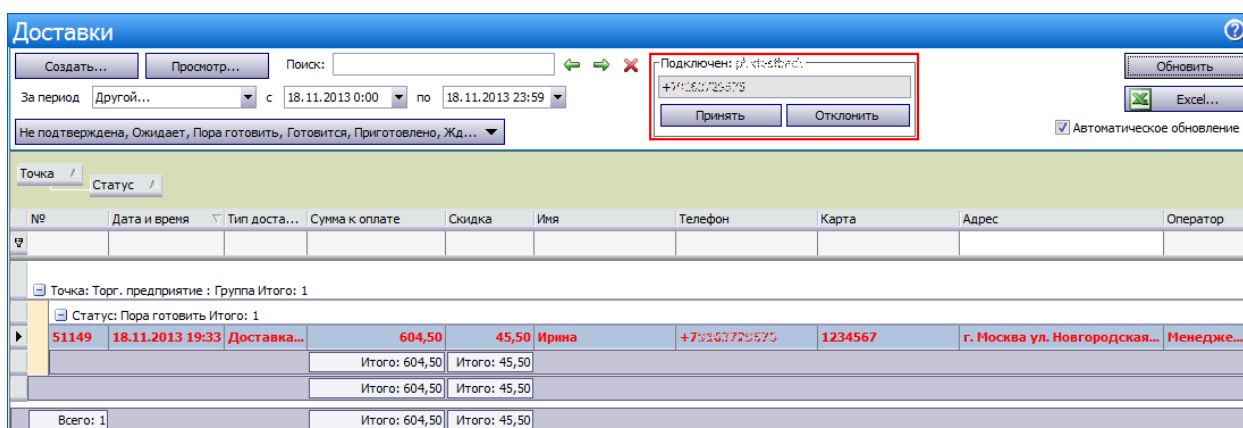 Доставки
Создать... Просмотр... Поиск: Обновить
Подключен:
За период Другой... с 18.11.2013 0:00 по 18.11.2013 23:59 Excel...
Принять Отклонить
Не подтверждена, Ожидает, Пора готовить, Готовится, Приготовлено, Жд... Автоматическое обновление
Точка
Статус
№ Дата и время Тип доста... Сумма к оплате Скидка Имя Телефон Карта Адрес Оператор
Точка: Торг. предприятие : Группа Итого: 1
Статус: Пора готовить Итого: 1
51149 18.11.2013 19:33 Доставка... 604,50 45,50 Ирина 1234567 г. Москва ул. Новгородская... Менедже...
Итого: 604,50 Итого: 45,50
Итого: 604,50 Итого: 45,50
Всего: 1 Итого: 604,50 Итого: 45,50